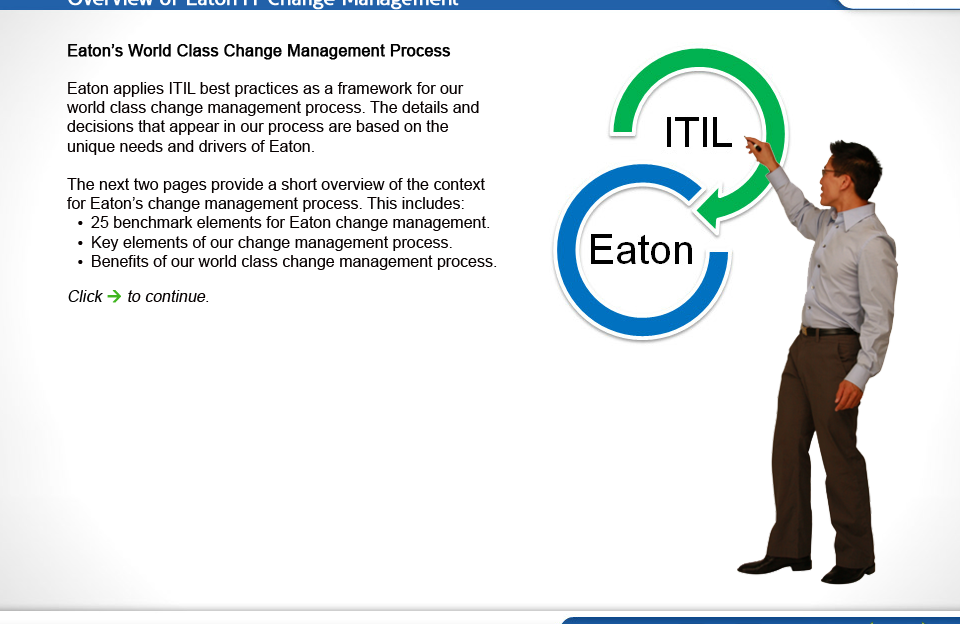 Overview of Eaton IT Change Management
Eaton's World Class Change Management Process
Eaton applies ITIL best practices as a framework for our
world class change management process. The details and
decisions that appear in our process are based on the
unique needs and drivers of Eaton.
The next two pages provide a short overview of the context
for Eaton's change management process. This includes:
• 25 benchmark elements for Eaton change management.
• Key elements of our change management process.
• Benefits of our world class change management process.
Click → to continue.
ITIL
Eaton